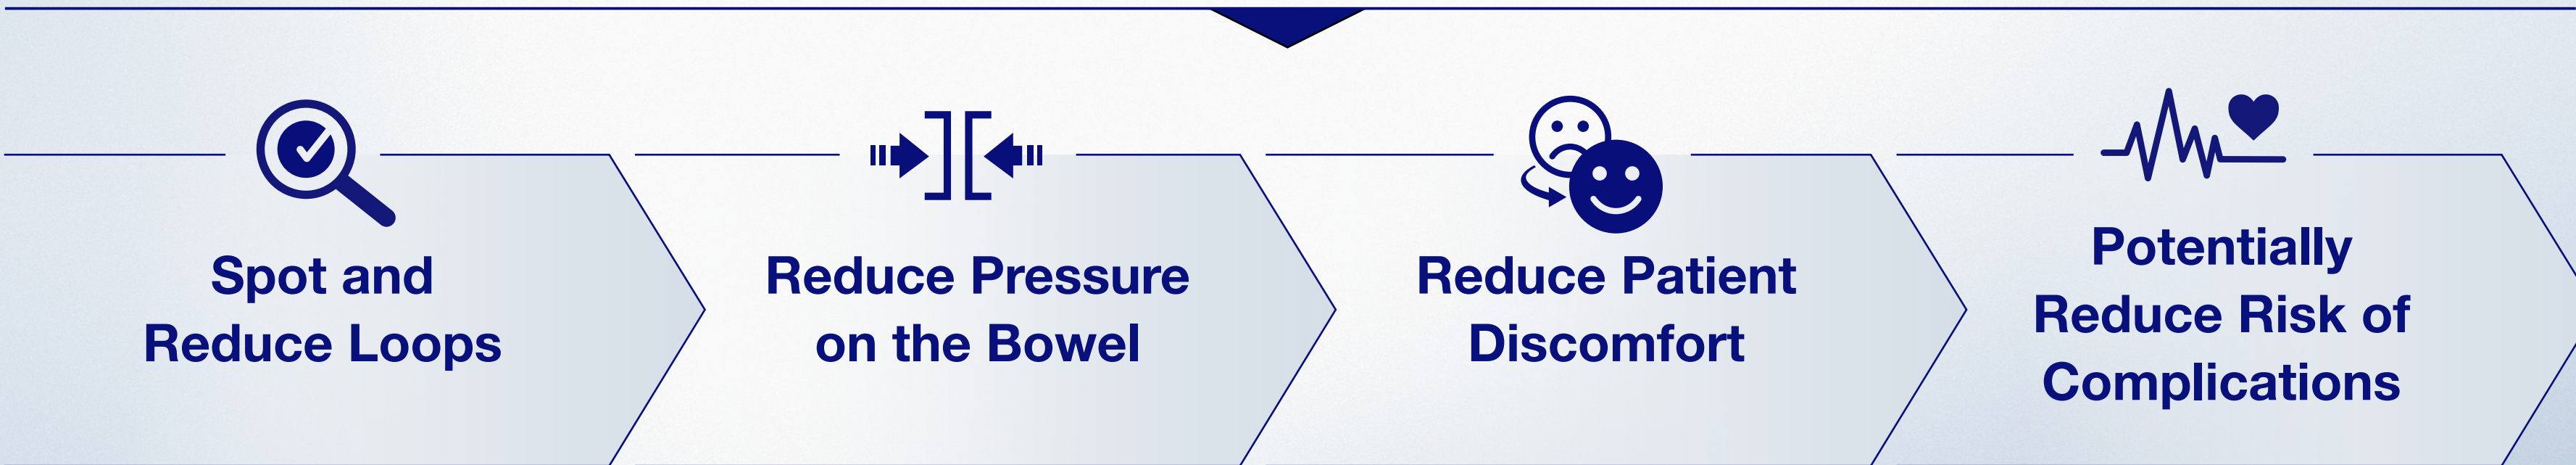 Spot and
Reduce Loops
Reduce Pressure
on the Bowel
Reduce Patient
Discomfort
Potentially
Reduce Risk of
Complications